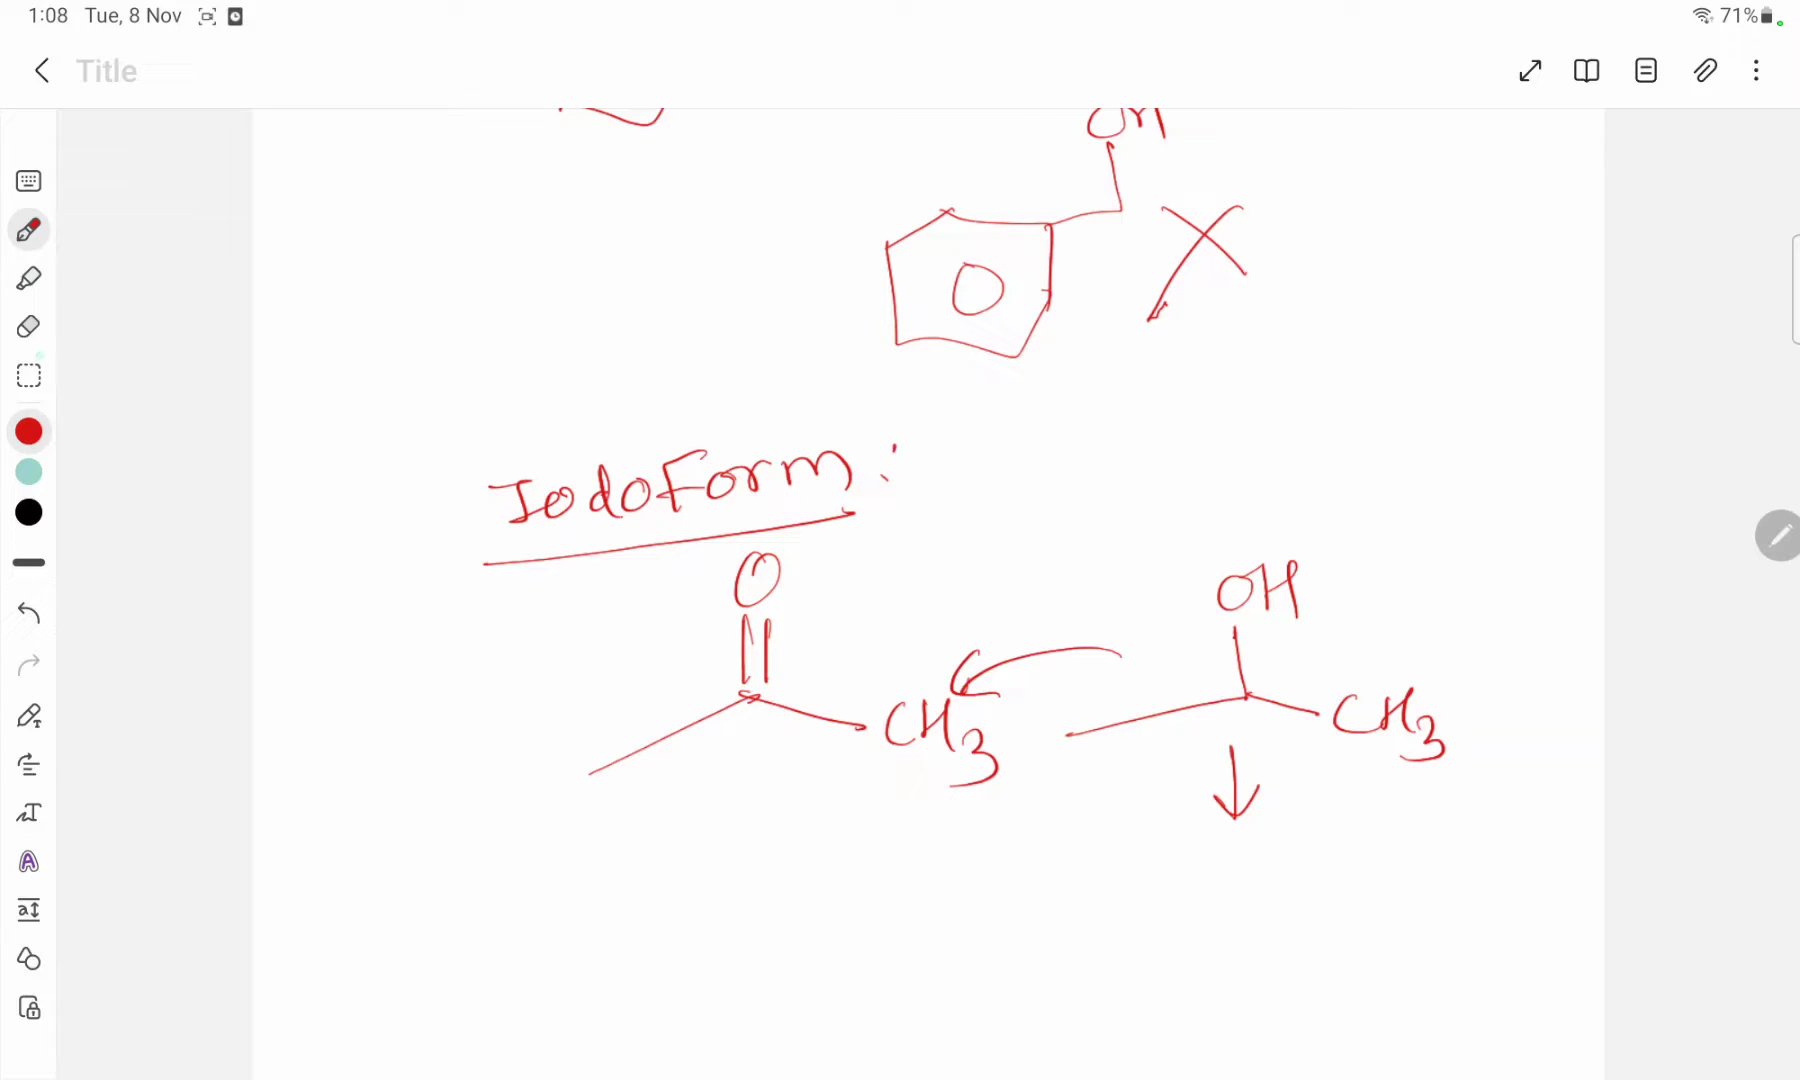 1:08 Tue, 8 Nov 71%
Title
OH
IodoForm:
O
OH
CH3
CH3